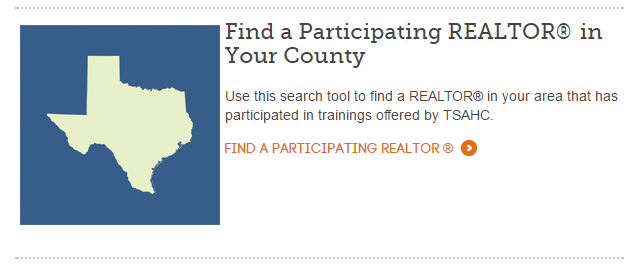 Find a Participating REALTOR® in
Your County
Use this search tool to find a REALTOR® in your area that has
participated in trainings offered by TSAHC.
FIND A PARTICIPATING REALTOR ®